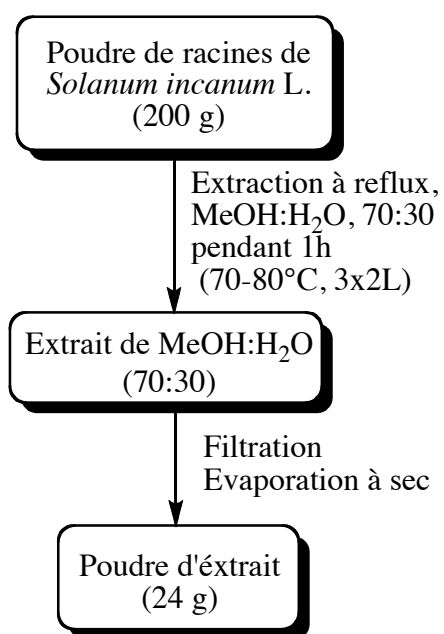 Poudre de racines de
Solanum incanum L.
(200 g)
Extraction à reflux,
MeOH:H₂O, 70:30
pendant 1h
(70-80°C, 3x2L)
Extrait de MeOH:H₂O
(70:30)
Filtration
Evaporation à sec
Poudre d'éxtrait
(24 g)